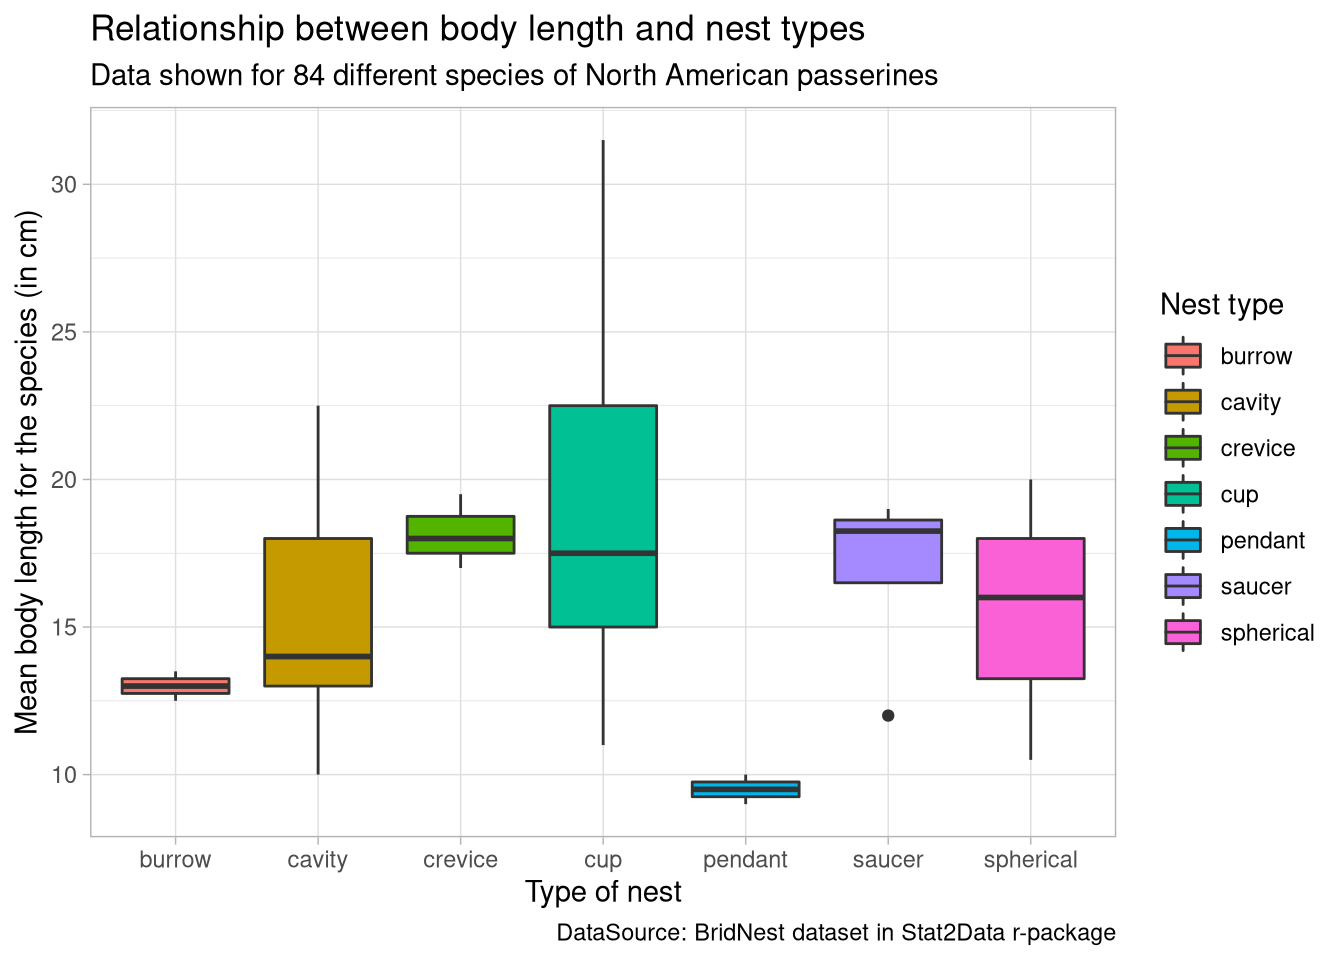 Relationship between body length and nest types
Data shown for 84 different species of North American passerines
Mean body length for the species (in cm)
30
25
20
15
10
burrow cavity crevice cup pendant saucer spherical
Type of nest
DataSource: BridNest dataset in Stat2Data r-package
Nest type
burrow
cavity
crevice
cup
pendant
saucer
spherical